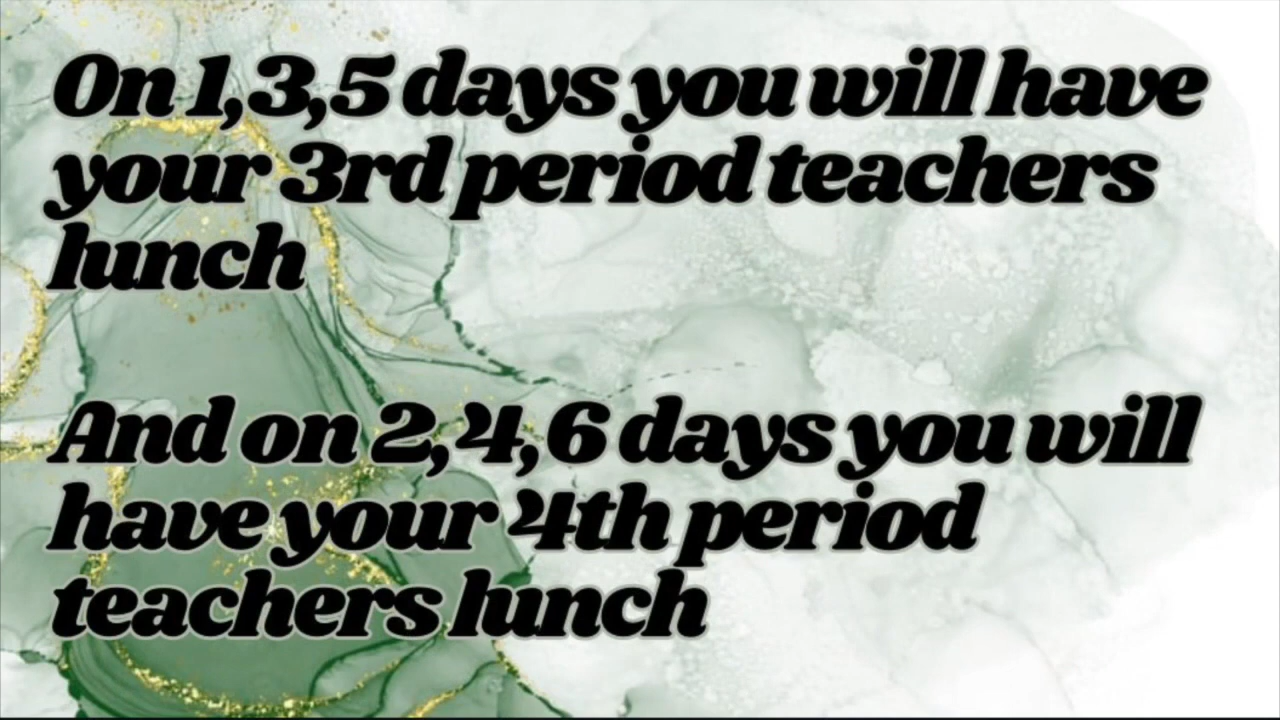 On 1,3,5 days you will have
your 3rd period teachers
lunch
And on 2,4,6 days you will
have your 4th period
teachers lunch